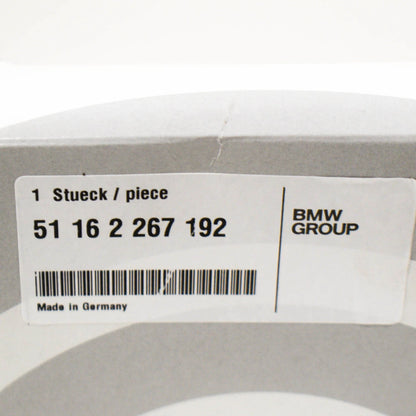 1 Stueck / piece
51 16 2 267 192
BMW
GROUP
Made in Germany